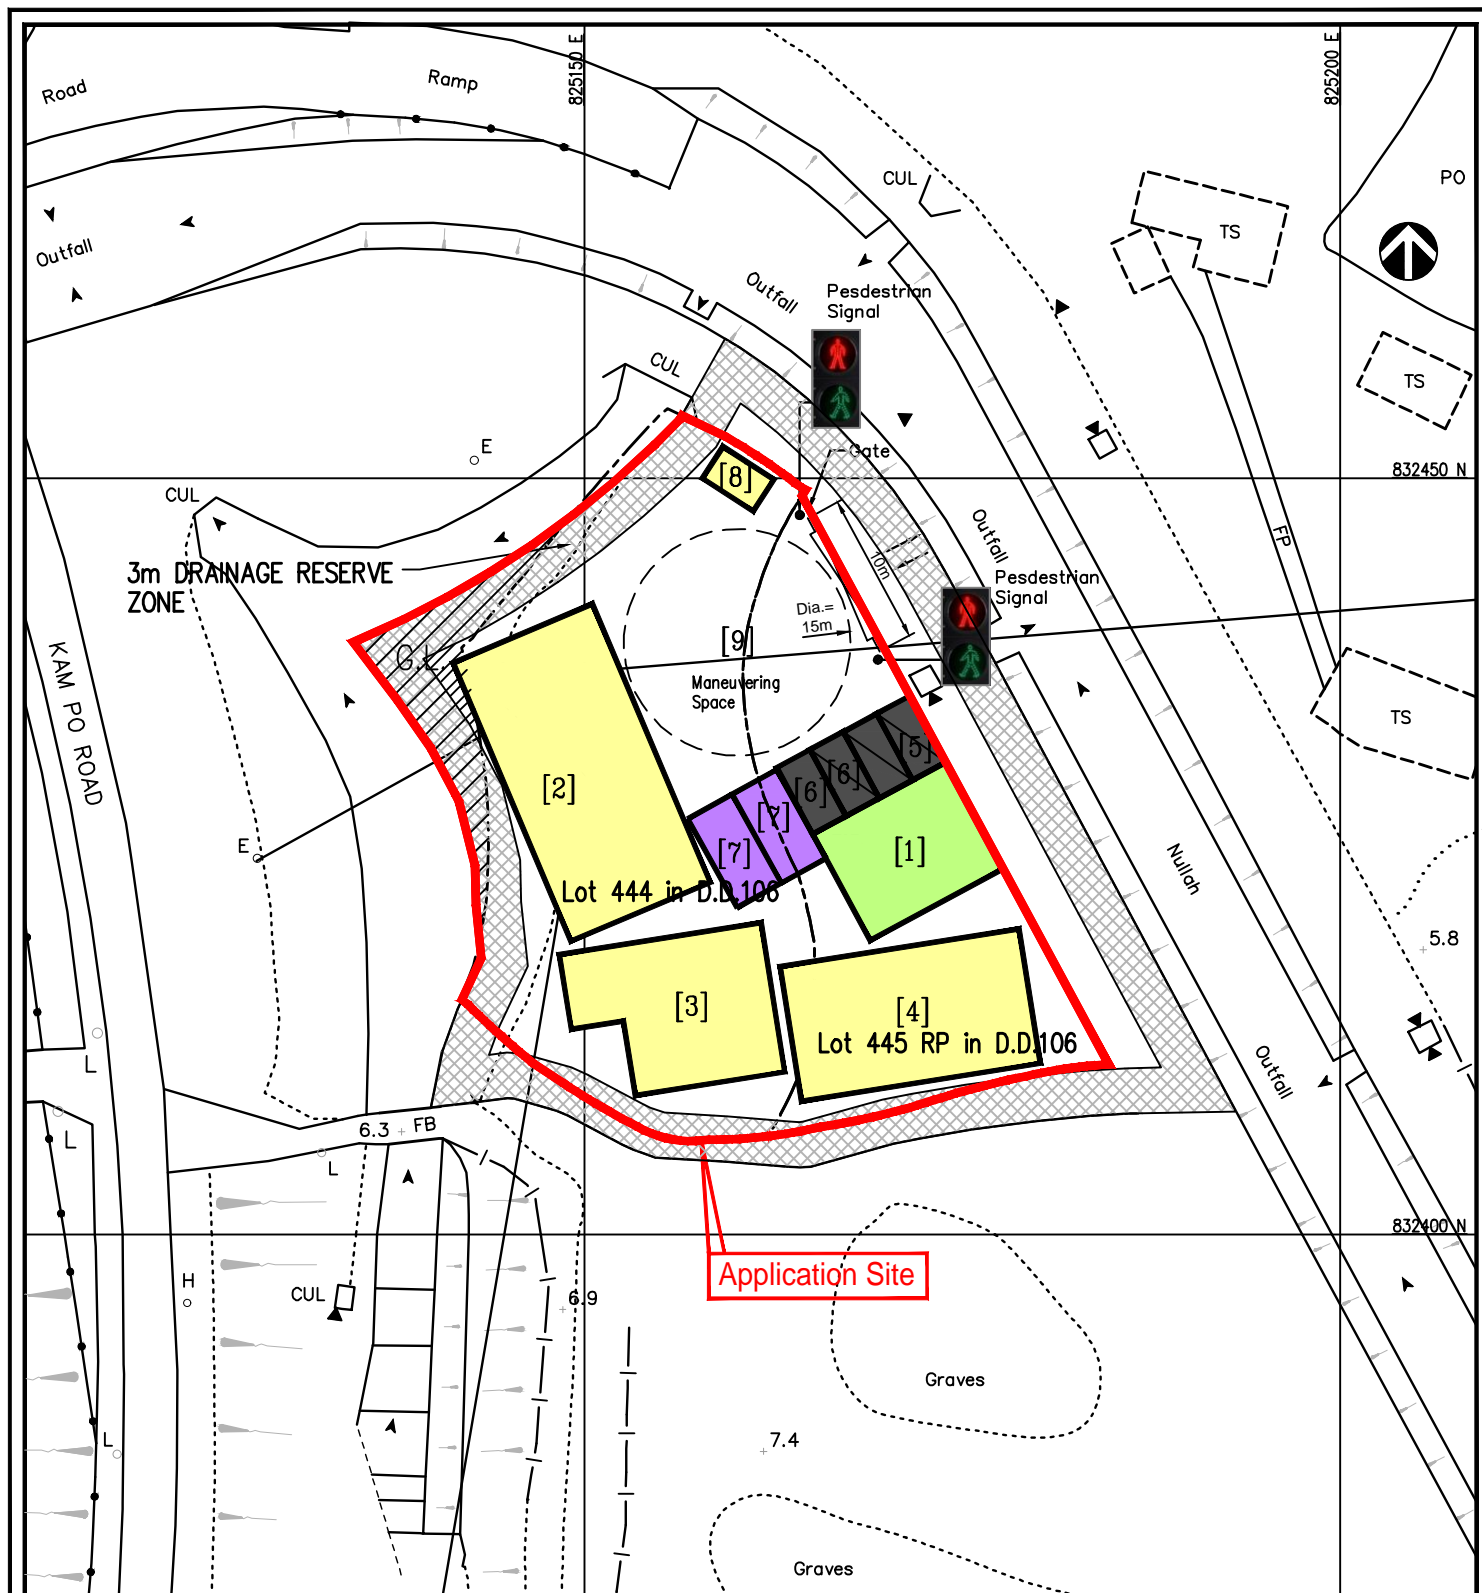 Road
Ramp
825150 E
825200 E
CUL
PO
TS
Outfall
Outfall
Pesdestrian
Signal
CUL
TS
E
Gate
832450 N
CUL
[8]
Outfall
FP
3m DRAINAGE RESERVE
ZONE
10m
Pesdestrian
Signal
Dia.=
15m
[9]
G.L.
Maneuvering
Space
KAM PO ROAD
TS
[5]
[6]
[6]
[2]
[7]
[7]
[1]
E
Nullah
Lot 444 in D.D.106
5.8
[3]
[4]
Lot 445 RP in D.D.106
L
Outfall
L
6.3
FB
L
832400 N
Application Site
H
CUL
6.9
Graves
L
7.4
Graves